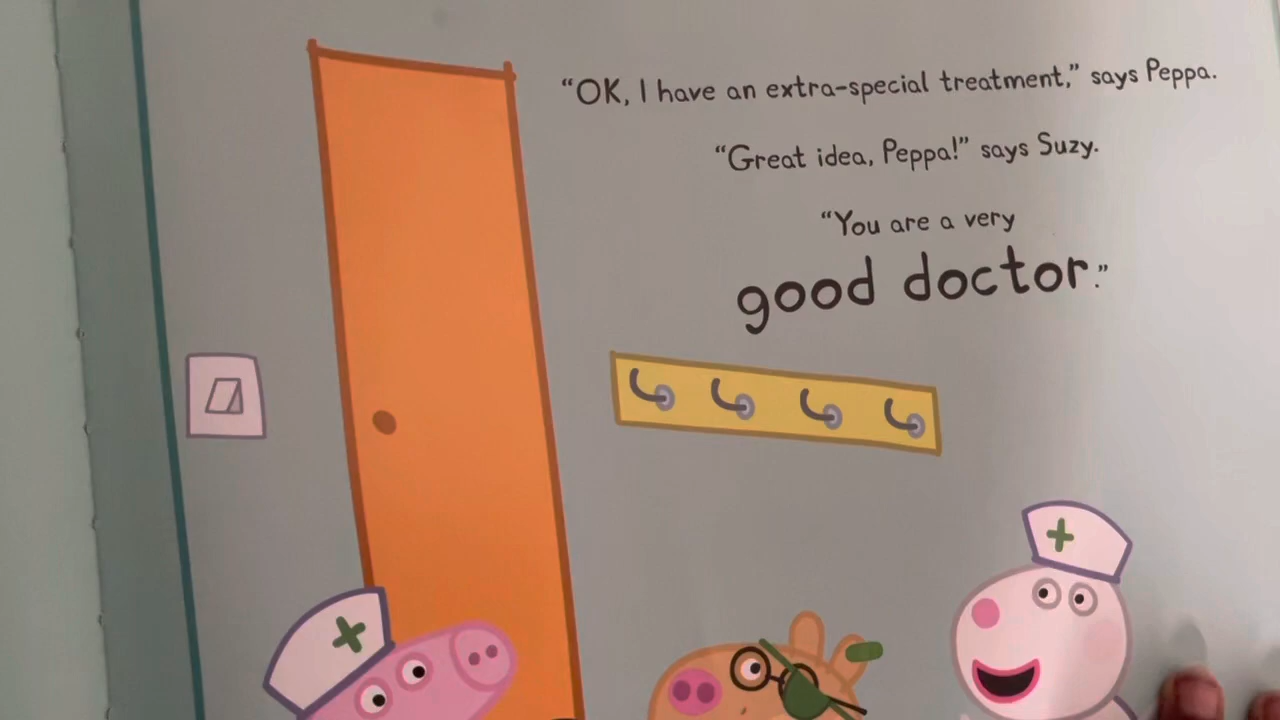 “OK, I have an extra-special treatment,” says Peppa.
“Great idea, Peppa!” says Suzy.
“You are a very
good doctor.”